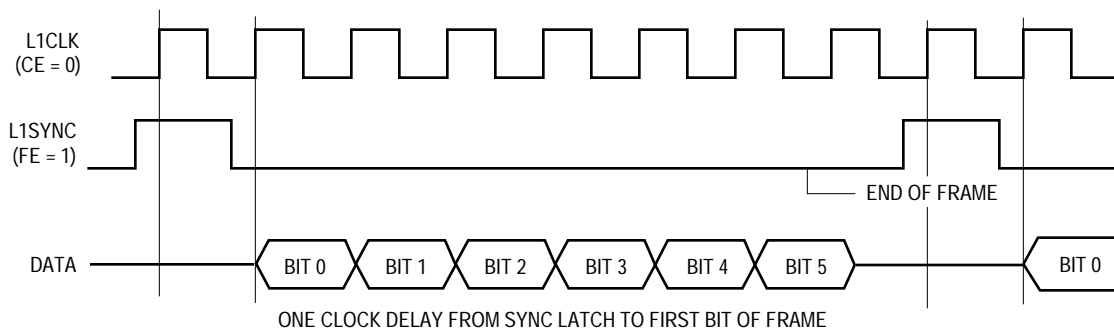 L1CLK
(CE = 0)
L1SYNC
(FE = 1)
END OF FRAME
DATA
BIT 0
BIT 1
BIT 2
BIT 3
BIT 4
BIT 5
BIT 0
ONE CLOCK DELAY FROM SYNC LATCH TO FIRST BIT OF FRAME